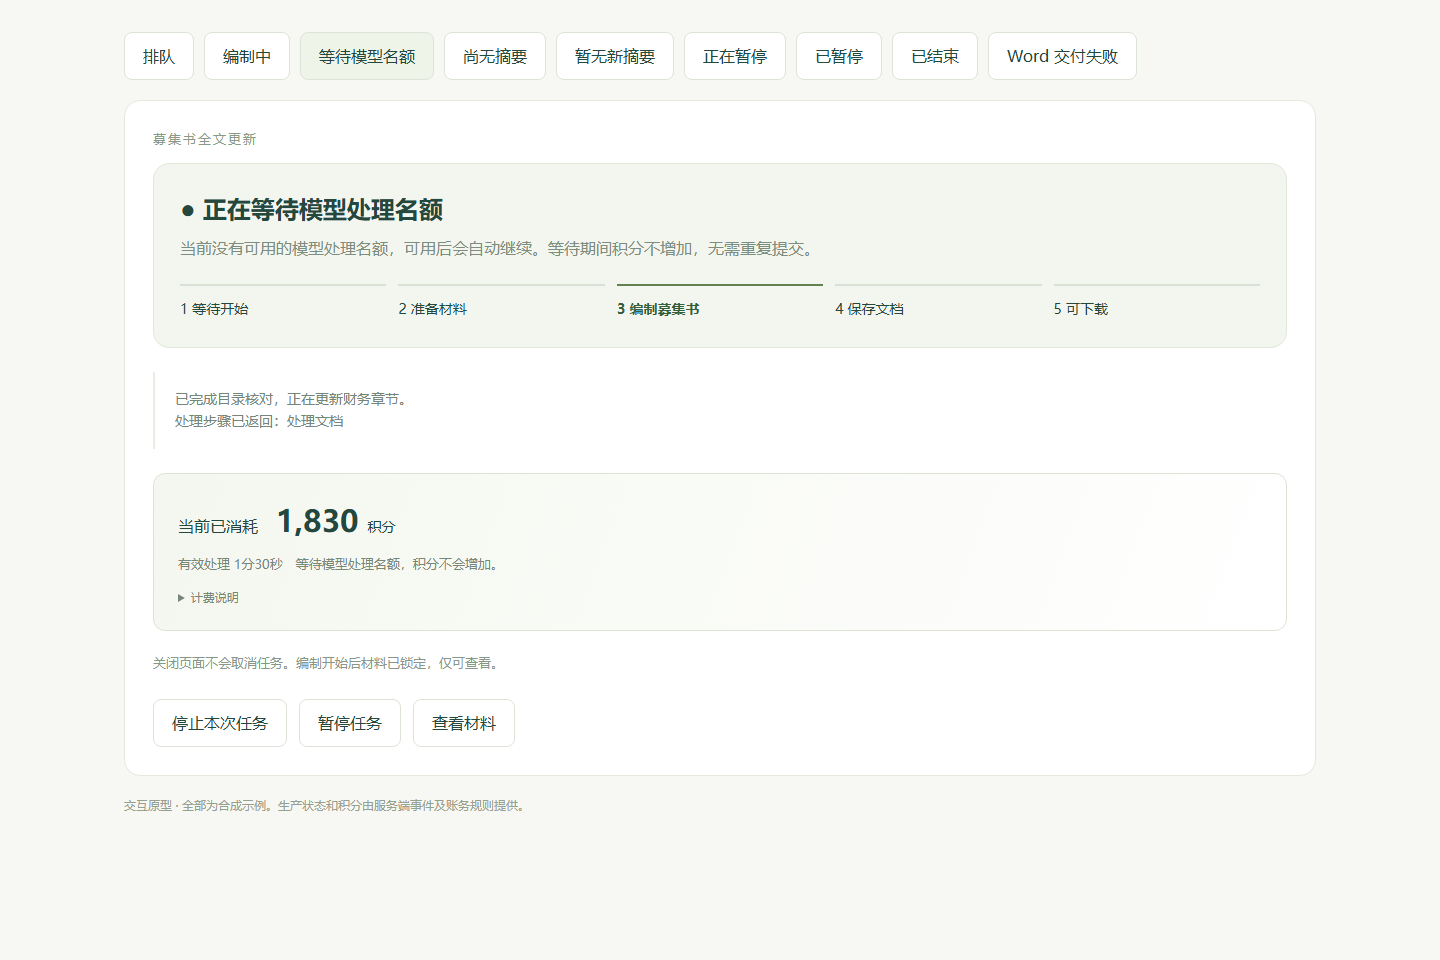 排队 编制中 等待模型名额 尚无摘要 暂无新摘要 正在暂停 已暂停 已结束 Word 交付失败
募集书全文更新
● 正在等待模型处理名额
当前没有可用的模型处理名额，可用后会自动继续。等待期间积分不增加，无需重复提交。
1 等待开始 2 准备材料 3 编制募集书 4 保存文档 5 可下载
已完成目录核对，正在更新财务章节。
处理步骤已返回：处理文档
当前已消耗 1,830 积分
有效处理 1分30秒 等待模型处理名额，积分不会增加。
▶ 计费说明
关闭页面不会取消任务。编制开始后材料已锁定，仅可查看。
停止本次任务 暂停任务 查看材料
交互原型 · 全部为合成示例。生产状态和积分由服务端事件及账务规则提供。